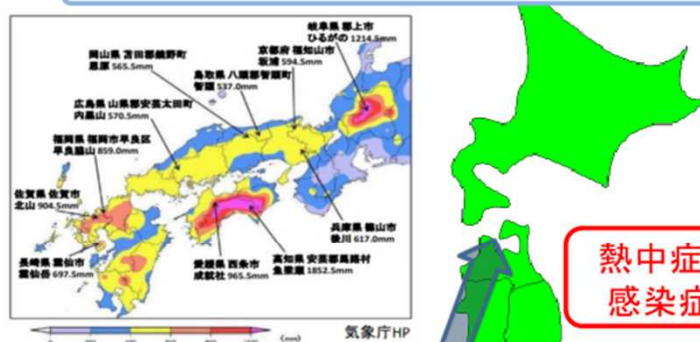 岐阜県 郡上市
ひるがの 1214.5mm
京都府 福知山市
坂浦 594.5mm
岡山県 苫田郡鏡野町
恩原 565.5mm
鳥取県 八頭郡智頭町
智頭 537.0mm
広島県 山県郡安芸太田町
内黒山 570.5mm
福岡県 福岡市早良区
早良脇山 859.0mm
佐賀県 佐賀市
北山 904.5mm
長崎県 雲仙市
雲仙岳 697.5mm
愛媛県 西条市
成就社 965.5mm
高知県 安芸郡馬路村
魚梁瀬 1852.5mm
兵庫県 篠山市
後川 617.0mm
(mm)
気象庁HP
熱中症
感染症